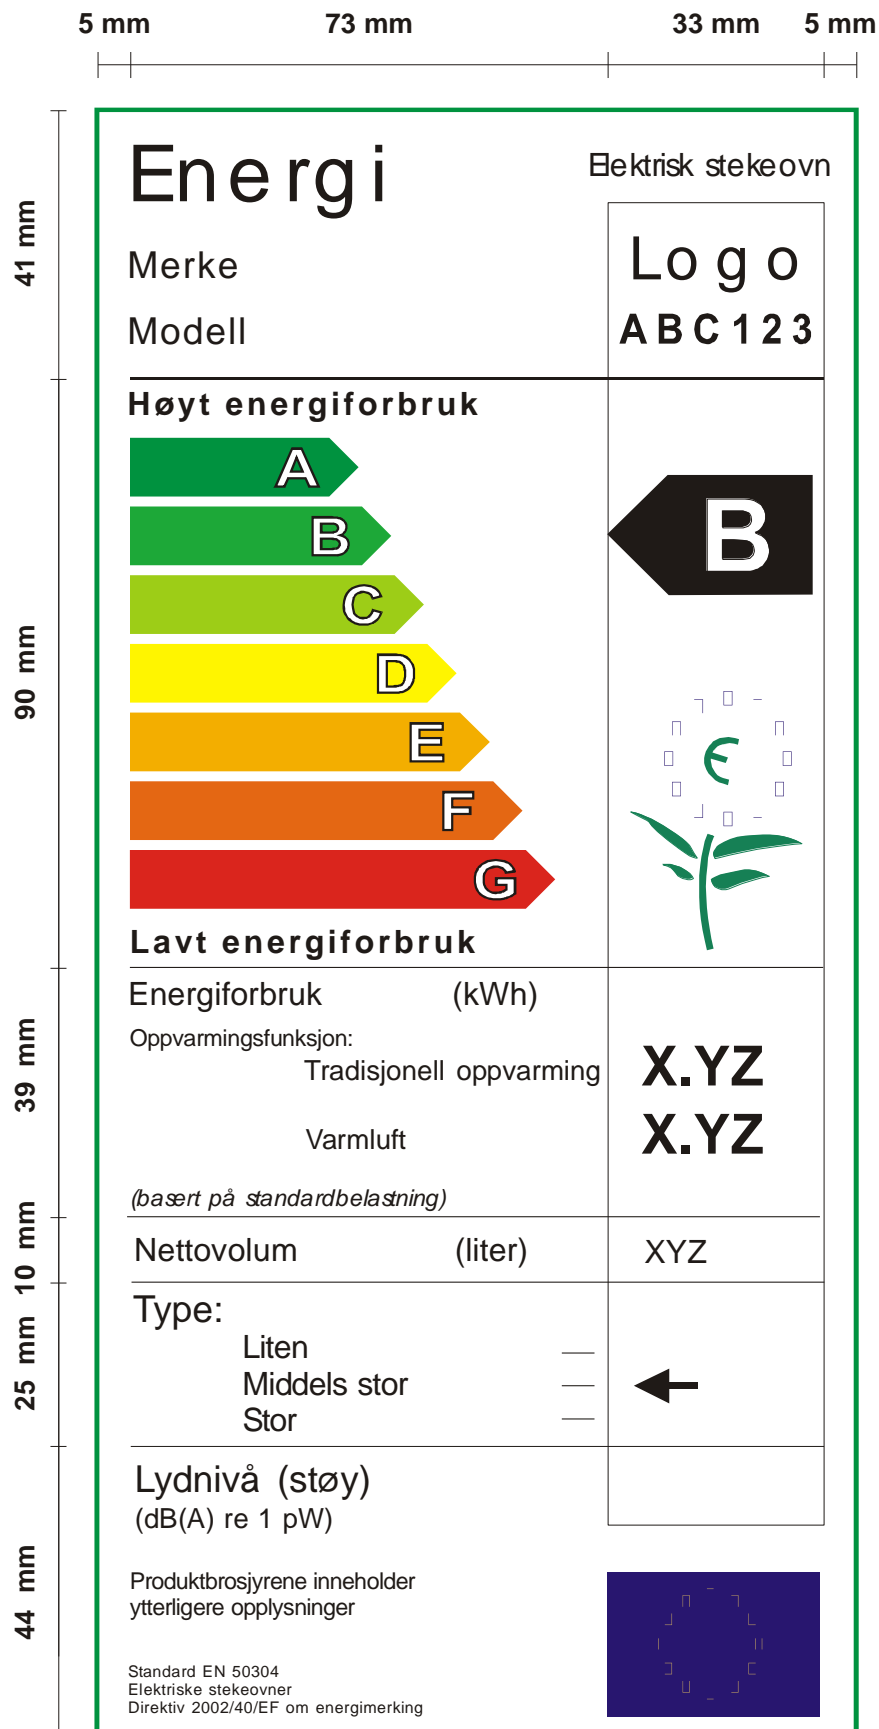 5 mm 73 mm 33 mm 5 mm
Energi
Elektrisk stekeovn
41 mm
Merke
Logo
Modell
ABC123
Høyt energiforbruk
A
B
B
C
90 mm
D
E
F
G
Lavt energiforbruk
Energiforbruk (kWh)
Oppvarmingsfunksjon:
39 mm
Tradisjonell oppvarming X.YZ
Varmluft X.YZ
(basert på standardbelastning)
10 mm
Nettovolum (liter) XYZ
Type:
25 mm
Liten —
Middels stor —
Stor —
Lydnivå (støy)
(dB(A) re 1 pW)
44 mm
Produktbrosjyrene inneholder
ytterligere opplysninger
Standard EN 50304
Elektriske stekeovner
Direktiv 2002/40/EF om energimerking